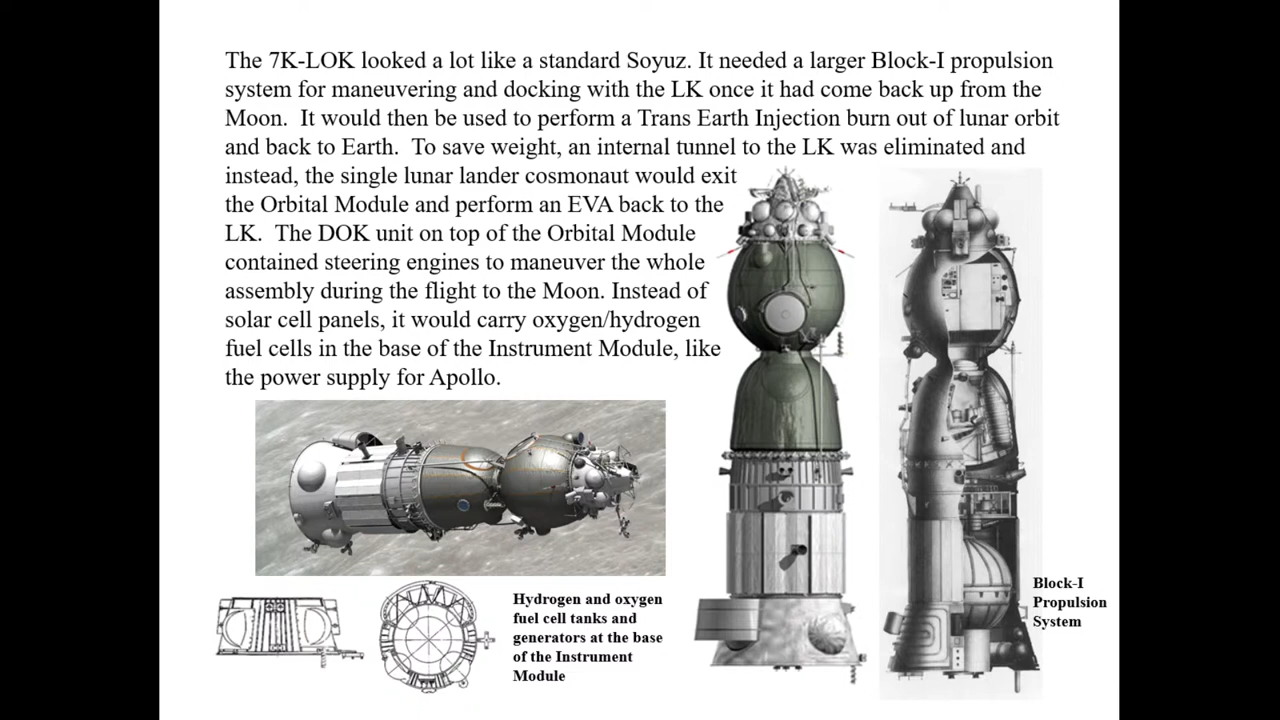 The 7K-LOK looked a lot like a standard Soyuz. It needed a larger Block-I propulsion
system for maneuvering and docking with the LK once it had come back up from the
Moon. It would then be used to perform a Trans Earth Injection burn out of lunar orbit
and back to Earth. To save weight, an internal tunnel to the LK was eliminated and
instead, the single lunar lander cosmonaut would exit
the Orbital Module and perform an EVA back to the
LK. The DOK unit on top of the Orbital Module
contained steering engines to maneuver the whole
assembly during the flight to the Moon. Instead of
solar cell panels, it would carry oxygen/hydrogen
fuel cells in the base of the Instrument Module, like
the power supply for Apollo.
Hydrogen and oxygen
fuel cell tanks and
generators at the base
of the Instrument
Module
Block-I
Propulsion
System